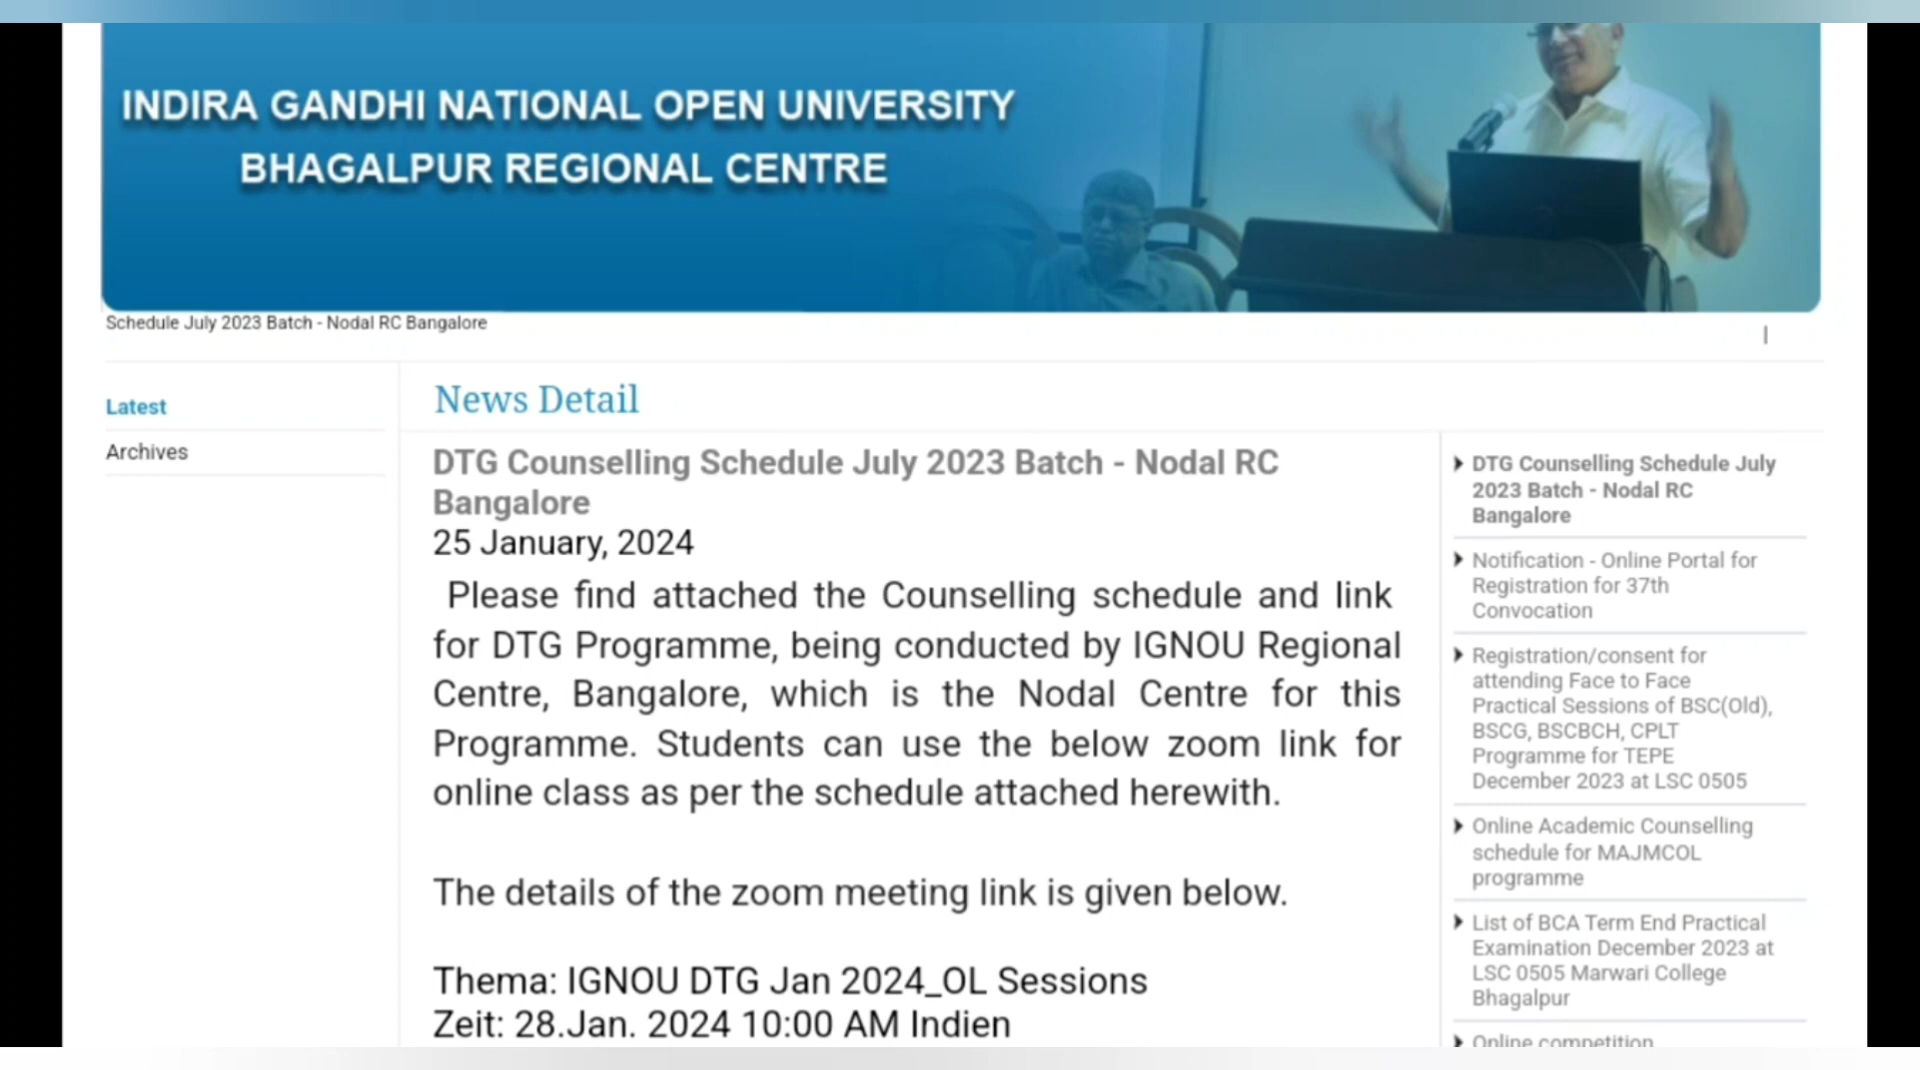 INDIRA GANDHI NATIONAL OPEN UNIVERSITY
BHAGALPUR REGIONAL CENTRE
Schedule July 2023 Batch - Nodal RC Bangalore
|
Latest
Archives
News Detail
DTG Counselling Schedule July 2023 Batch - Nodal RC
Bangalore
25 January, 2024
Please find attached the Counselling schedule and link
for DTG Programme, being conducted by IGNOU Regional
Centre, Bangalore, which is the Nodal Centre for this
Programme. Students can use the below zoom link for
online class as per the schedule attached herewith.
The details of the zoom meeting link is given below.
Thema: IGNOU DTG Jan 2024_OL Sessions
Zeit: 28.Jan. 2024 10:00 AM Indien
DTG Counselling Schedule July
2023 Batch - Nodal RC
Bangalore
Notification - Online Portal for
Registration for 37th
Convocation
Registration/consent for
attending Face to Face
Practical Sessions of BSC(Old),
BSCG, BSCBCH, CPLT
Programme for TEPE
December 2023 at LSC 0505
Online Academic Counselling
schedule for MAJMCOL
programme
List of BCA Term End Practical
Examination December 2023 at
LSC 0505 Marwari College
Bhagalpur
Online competition